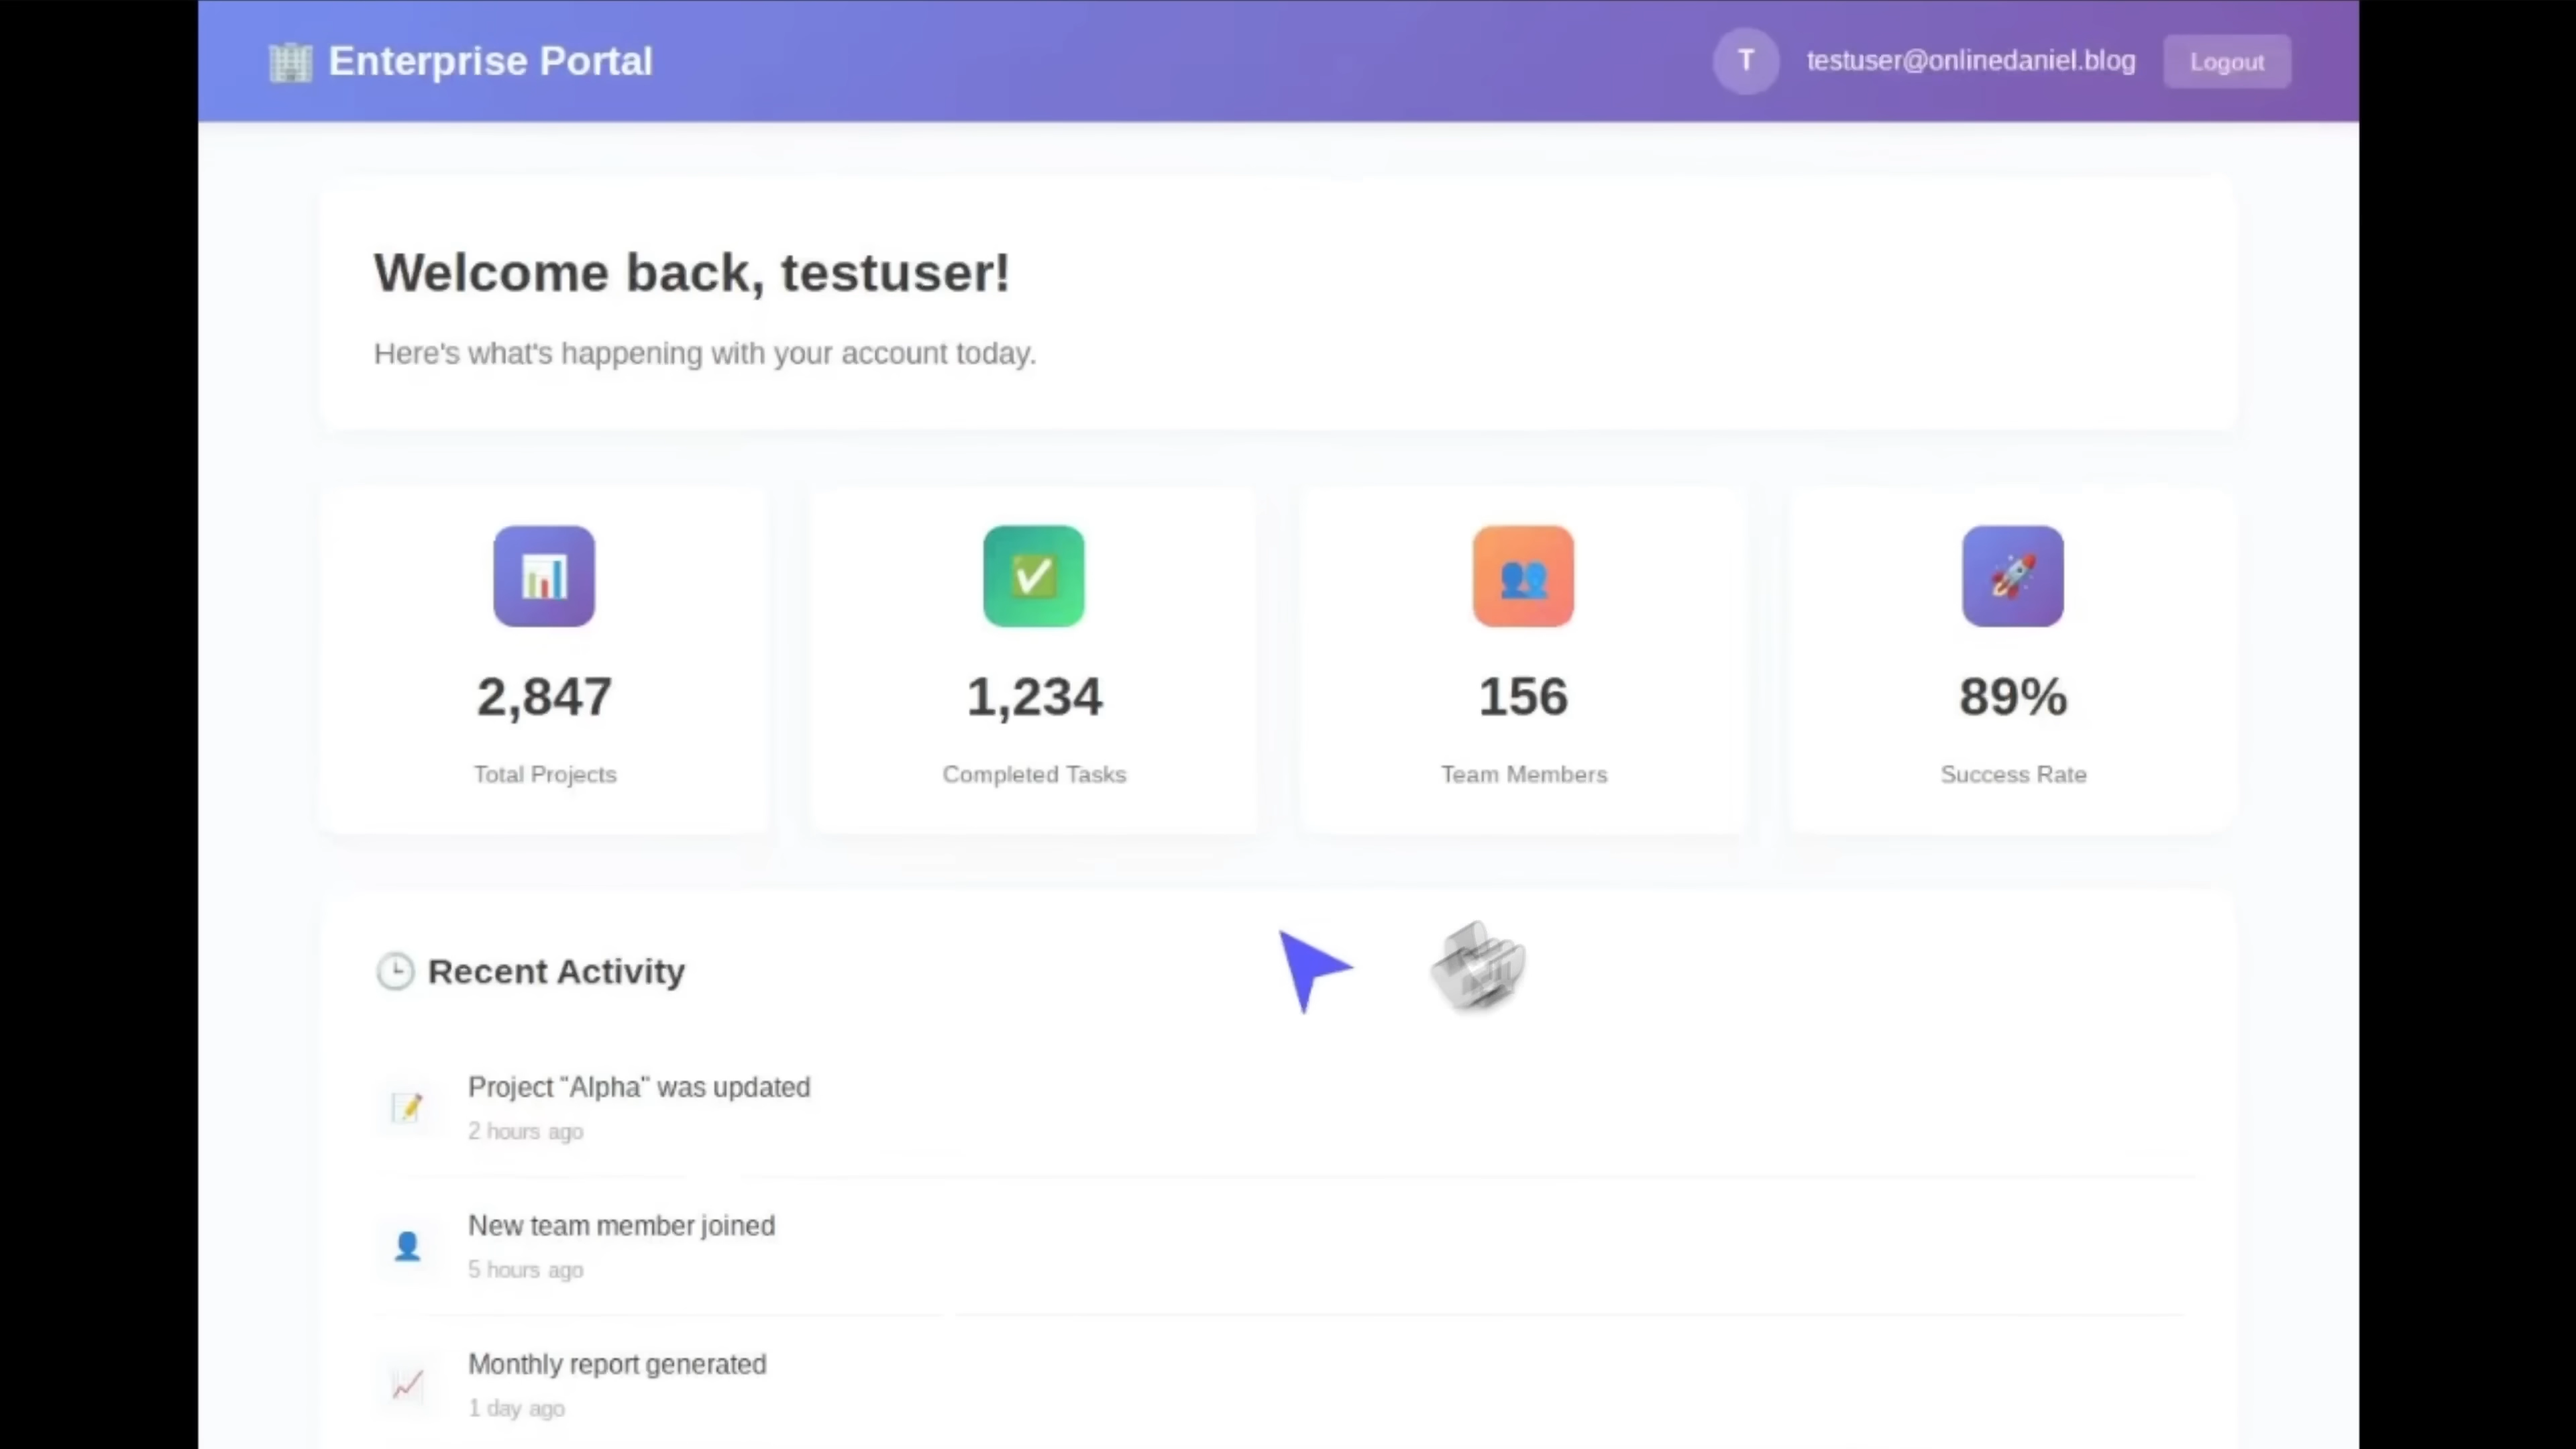 Enterprise Portal
T
testuser@onlinedaniel.blog
Logout
Welcome back, testuser!
Here's what's happening with your account today.
2,847
Total Projects
1,234
Completed Tasks
156
Team Members
89%
Success Rate
Recent Activity
Project "Alpha" was updated
2 hours ago
New team member joined
5 hours ago
Monthly report generated
1 day ago